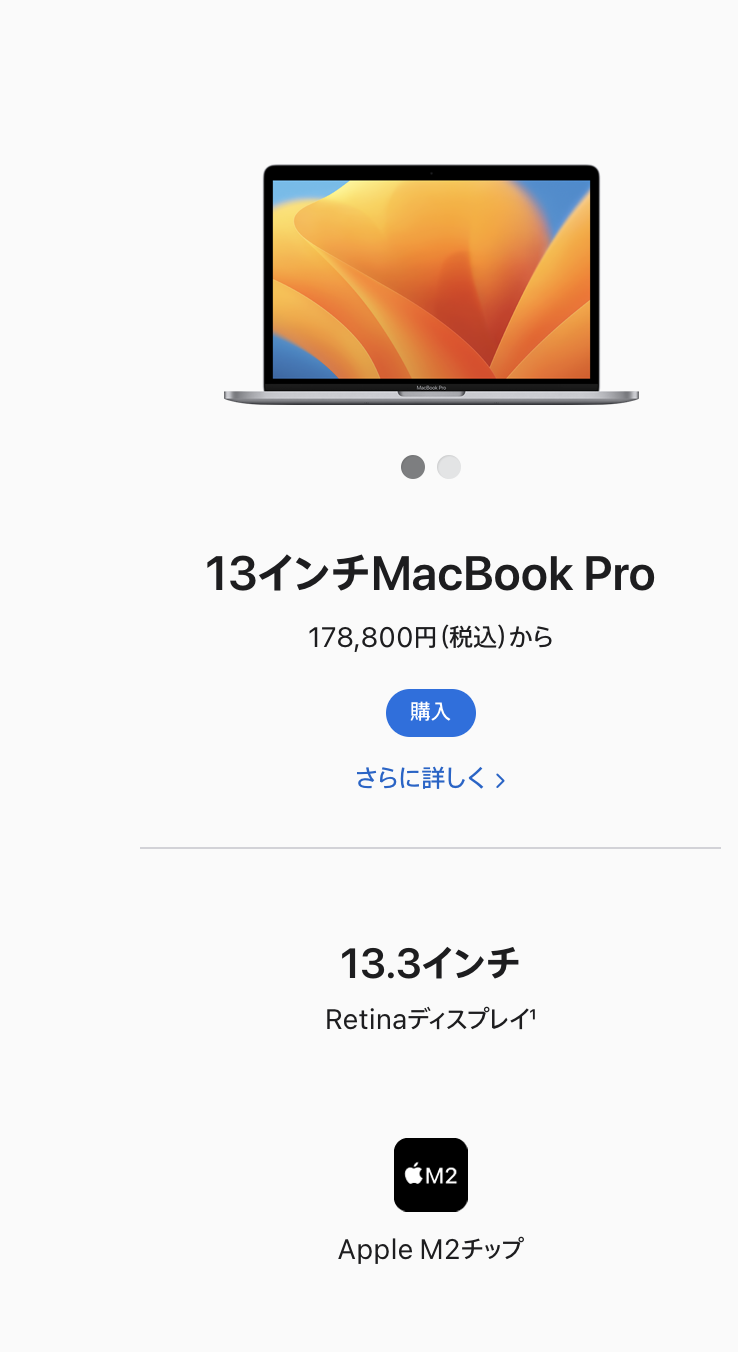 MacBook Pro
13インチMacBook Pro
178,800円(税込)から
購入
さらに詳しく >
13.3インチ
Retinaディスプレイ¹
M2
Apple M2チップ